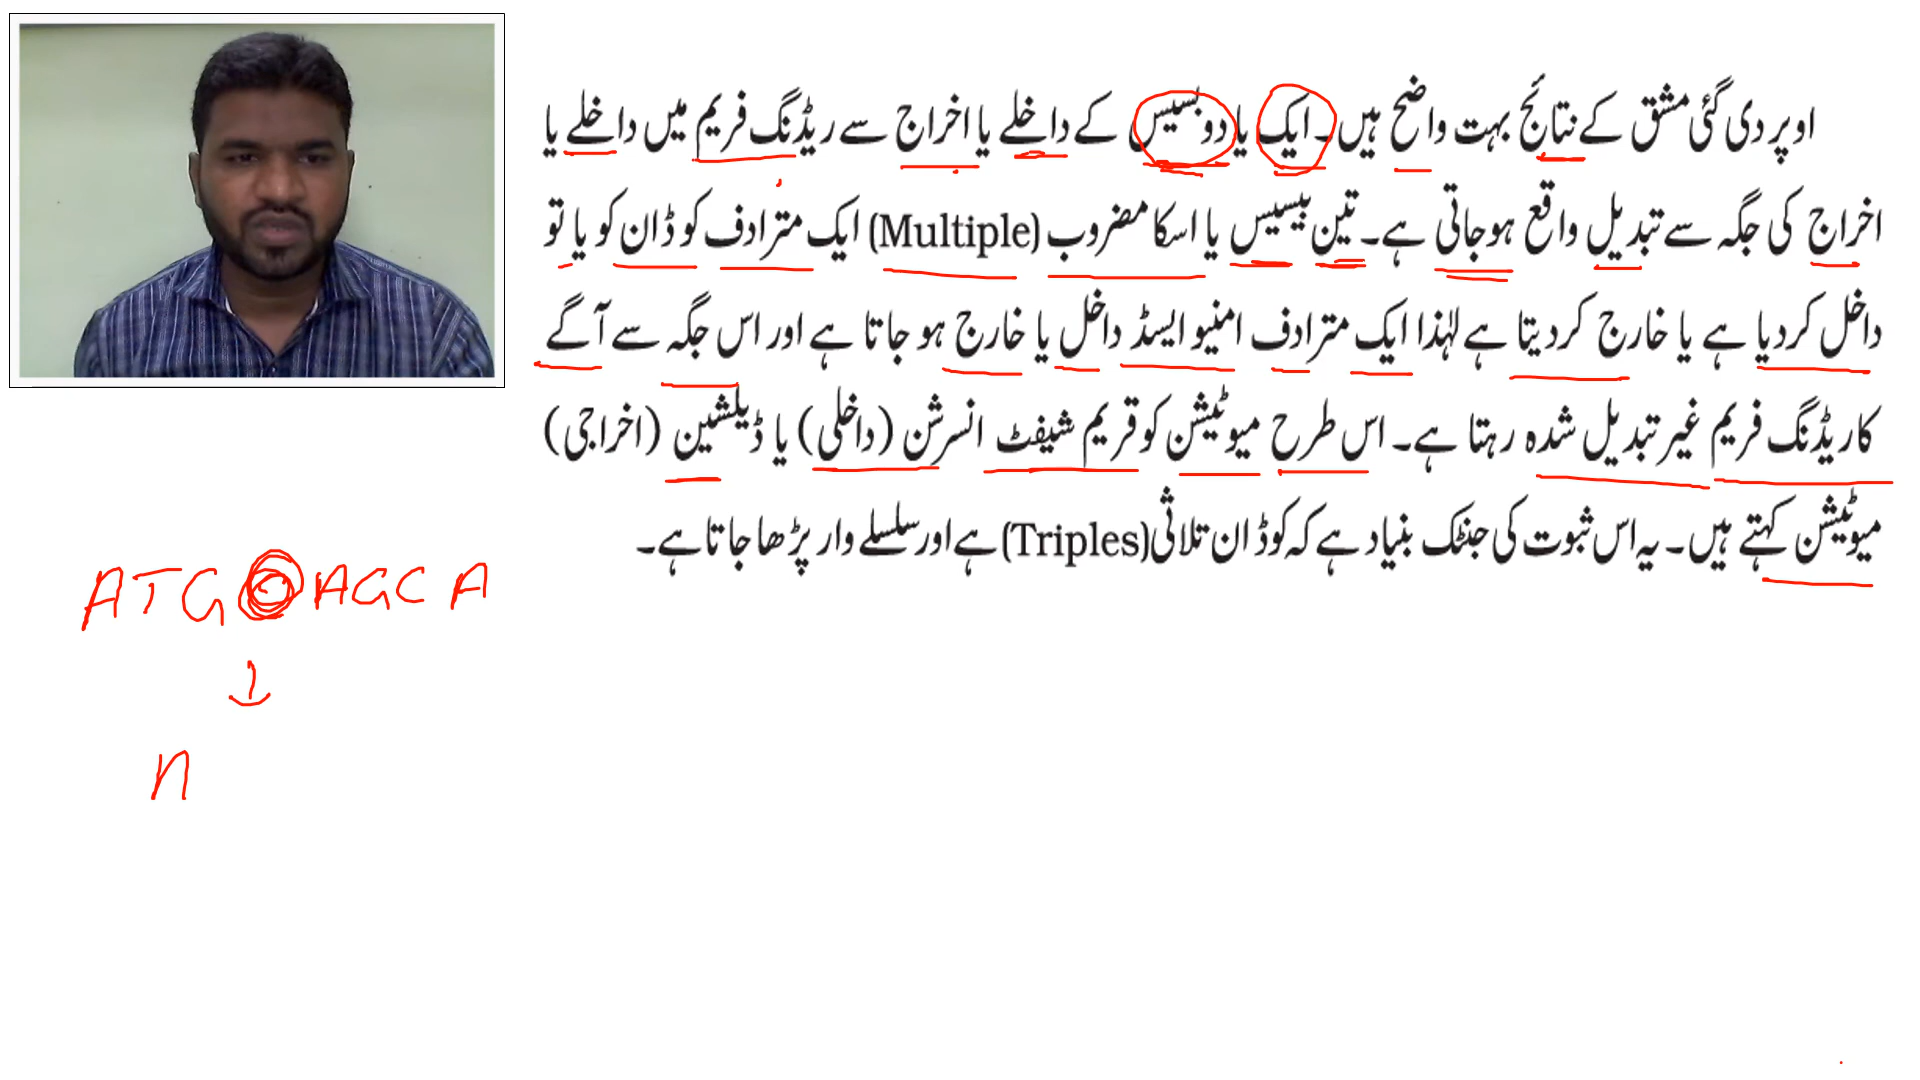 اوپر دی گئی مشق کے نتائج بہت واضح ہیں۔ ایک یا دو بسیس کے داخلے یا اخراج سے ریڈنگ فریم میں داخلے یا
اخراج کی جگہ سے تبدیل واقع ہوجاتی ہے۔ تین بیسیس یا اسکا مضروب (Multiple) ایک مترادف کوڈان کو یا تو
داخل کردیا ہے یا خارج کردیتا ہے لہٰذا ایک مترادف امنیو ایسڈ داخل یا خارج ہو جاتا ہے اور اس جگہ سے آگے
کا ریڈنگ فریم غیر تبدیل شدہ رہتا ہے۔ اس طرح میوٹیشن کو قریم شیفٹ انسرشن (داخلی) یا ڈیلشین (اخراجی)
میوٹیشن کہتے ہیں۔ یہ اس ثبوت کی جنٹک بنیاد ہے کہ کوڈان تلاثی (Triples) ہے اور سلسلے وار پڑھا جاتا ہے۔
ATG AGCA
n